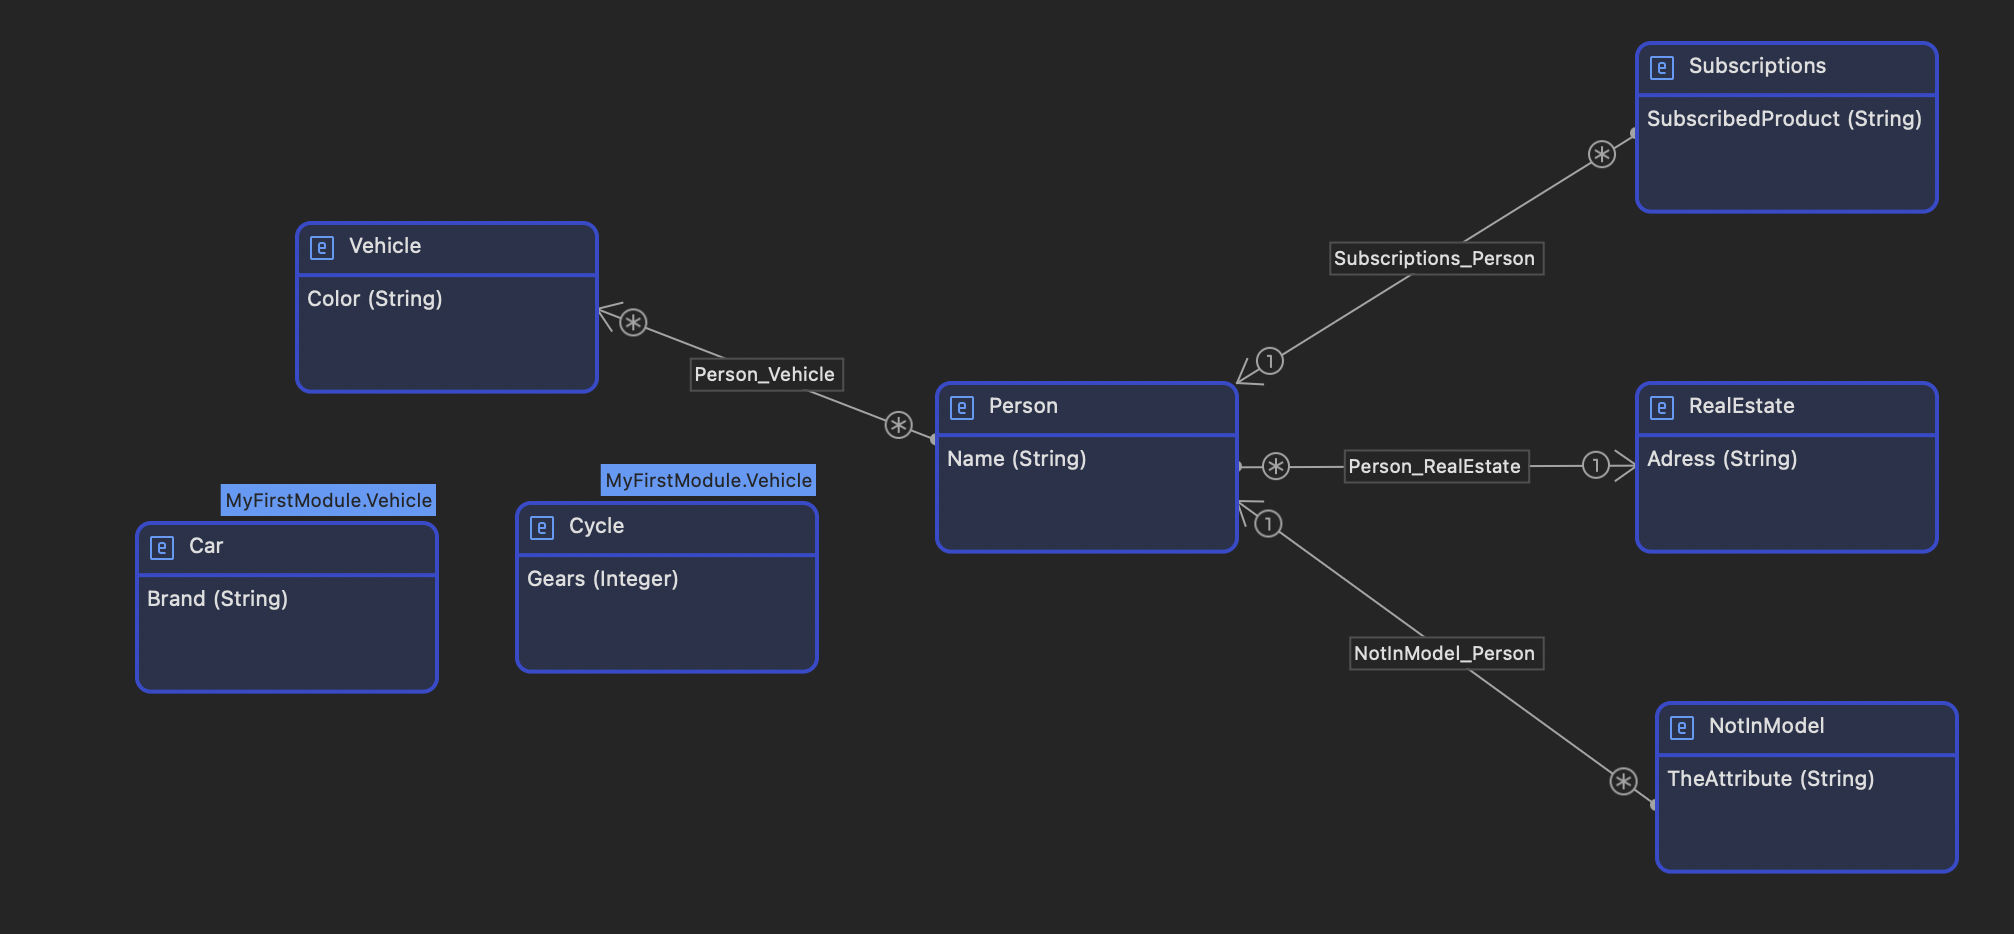 Subscriptions
SubscribedProduct (String)
*
Subscriptions_Person
1
Vehicle
Color (String)
*
Person_Vehicle
*
Person
Name (String)
*
Person_RealEstate
1
RealEstate
Adress (String)
MyFirstModule.Vehicle
Car
Brand (String)
MyFirstModule.Vehicle
Cycle
Gears (Integer)
1
NotInModel_Person
*
NotInModel
TheAttribute (String)